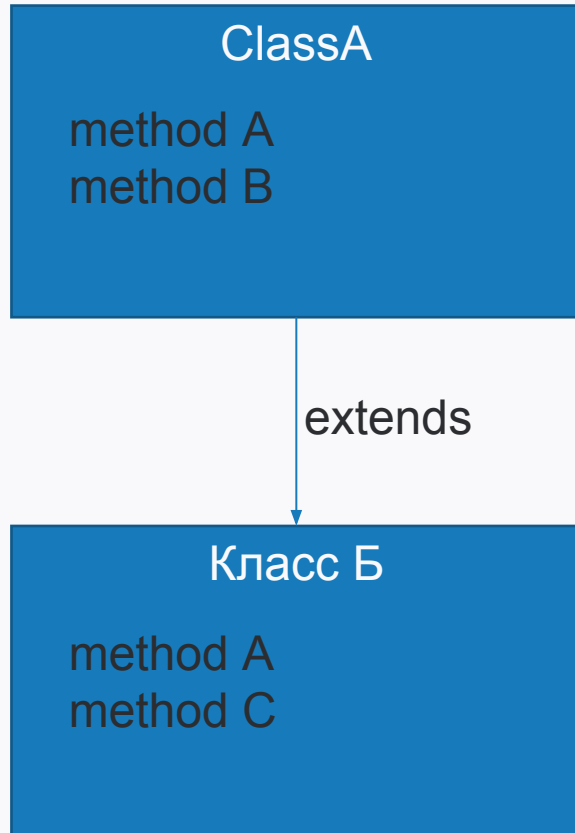 ClassA
method A
method B
extends
Класс Б
method A
method C